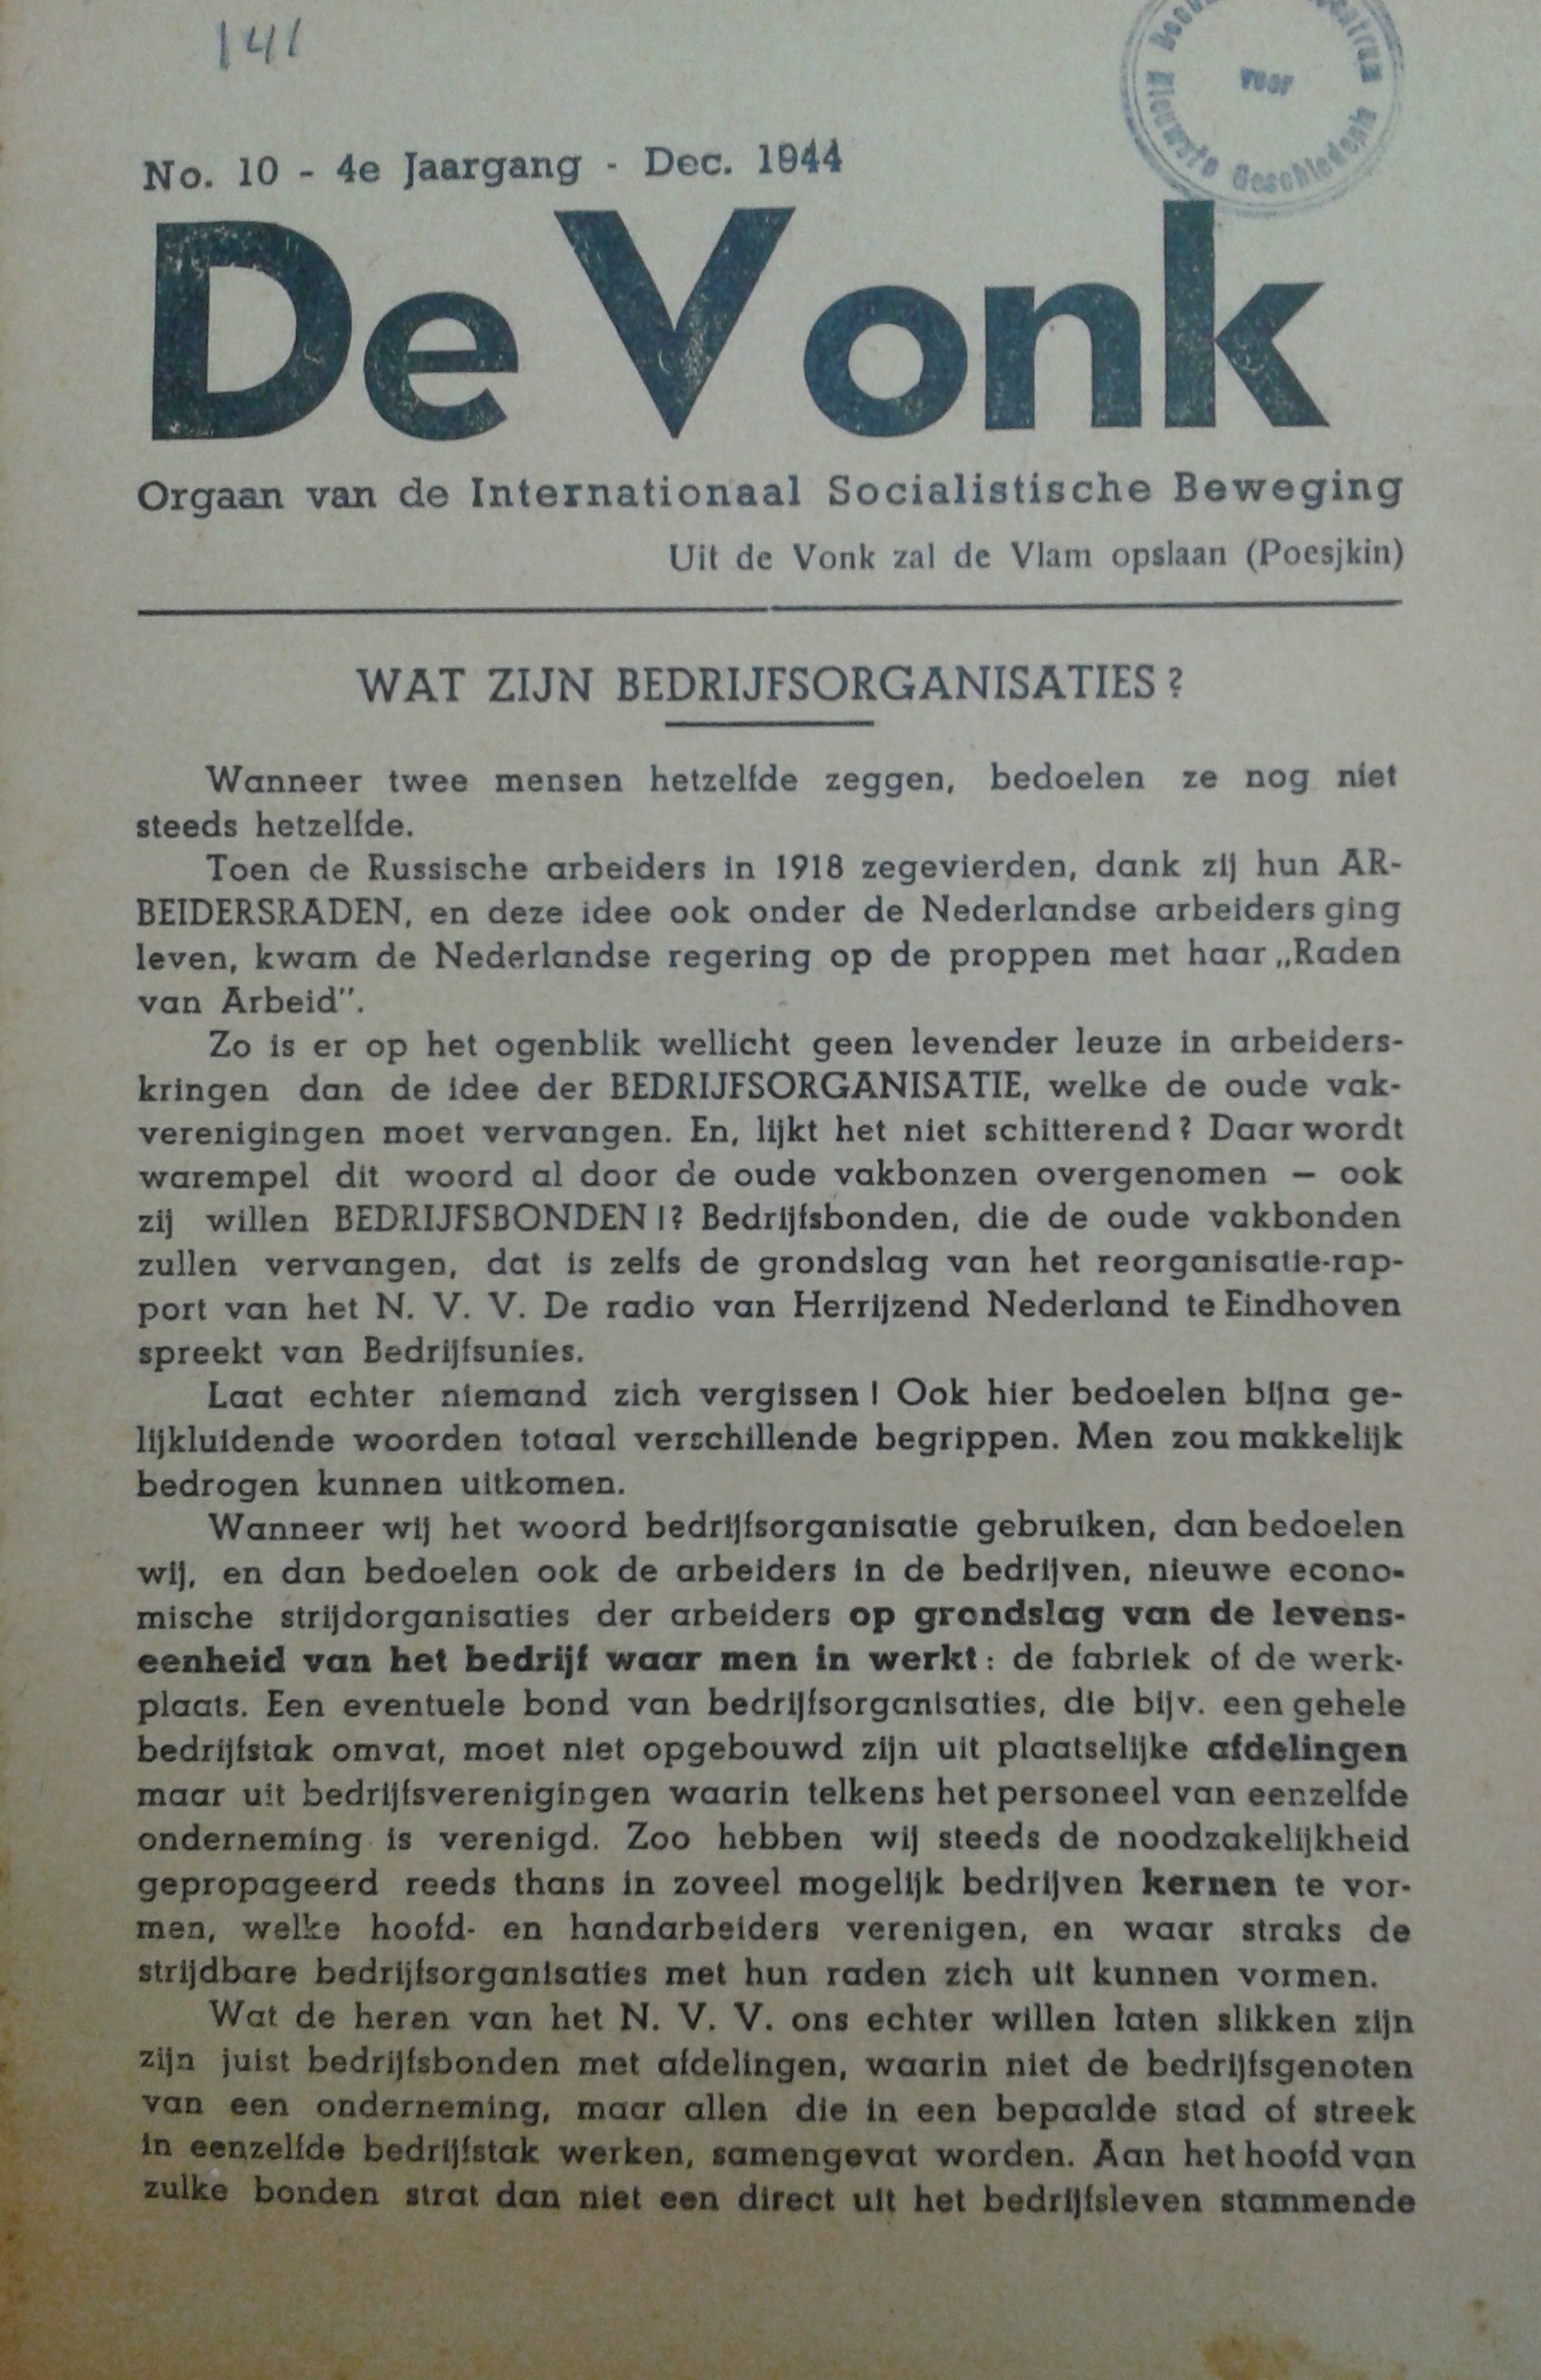 141
voor
Nieuwste Geschiedenis
No. 10 - 4e Jaargang - Dec. 1944
De Vonk
Orgaan van de Internationaal Socialistische Beweging
Uit de Vonk zal de Vlam opslaan (Poesjkin)
WAT ZIJN BEDRIJFSORGANISATIES?
Wanneer twee mensen hetzelfde zeggen, bedoelen ze nog niet
steeds hetzelfde.
Toen de Russische arbeiders in 1918 zegevierden, dank zij hun AR-
BEIDERSRADEN, en deze idee ook onder de Nederlandse arbeiders ging
leven, kwam de Nederlandse regering op de proppen met haar „Raden
van Arbeid”.
Zo is er op het ogenblik wellicht geen levender leuze in arbeiders-
kringen dan de idee der BEDRIJFSORGANISATIE, welke de oude vak-
verenigingen moet vervangen. En, lijkt het niet schitterend? Daar wordt
warempel dit woord al door de oude vakbonzen overgenomen — ook
zij willen BEDRIJFSBONDEN!? Bedrijfsbonden, die de oude vakbonden
zullen vervangen, dat is zelfs de grondslag van het reorganisatie-rap-
port van het N. V. V. De radio van Herrijzend Nederland te Eindhoven
spreekt van Bedrijfsunies.
Laat echter niemand zich vergissen! Ook hier bedoelen bijna ge-
lijkluidende woorden totaal verschillende begrippen. Men zou makkelijk
bedrogen kunnen uitkomen.
Wanneer wij het woord bedrijfsorganisatie gebruiken, dan bedoelen
wij, en dan bedoelen ook de arbeiders in de bedrijven, nieuwe econo-
mische strijdorganisaties der arbeiders op grondslag van de levens-
eenheid van het bedrijf waar men in werkt: de fabriek of de werk-
plaats. Een eventuele bond van bedrijfsorganisaties, die bijv. een gehele
bedrijfstak omvat, moet niet opgebouwd zijn uit plaatselijke afdelingen
maar uit bedrijfsverenigingen waarin telkens het personeel van eenzelfde
onderneming is verenigd. Zoo hebben wij steeds de noodzakelijkheid
gepropageerd reeds thans in zoveel mogelijk bedrijven kernen te vor-
men, welke hoofd- en handarbeiders verenigen, en waar straks de
strijdbare bedrijfsorganisaties met hun raden zich uit kunnen vormen.
Wat de heren van het N. V. V. ons echter willen laten slikken zijn
zijn juist bedrijfsbonden met afdelingen, waarin niet de bedrijfsgenoten
van een onderneming, maar allen die in een bepaalde stad of streek
in eenzelfde bedrijfstak werken, samengevat worden. Aan het hoofd van
zulke bonden strat dan niet een direct uit het bedrijfsleven stammende